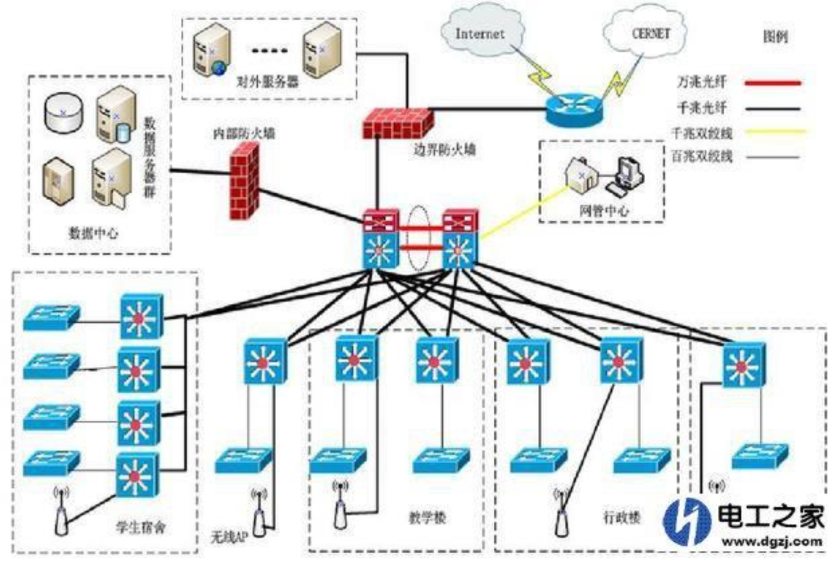 Internet
CERNET
图例
对外服务器
万兆光纤
千兆光纤
千兆双绞线
百兆双绞线
数据服务器群
内部防火墙
边界防火墙
数据中心
网管中心
学生宿舍
无线AP
教学楼
行政楼
电工之家
www.dgzj.com